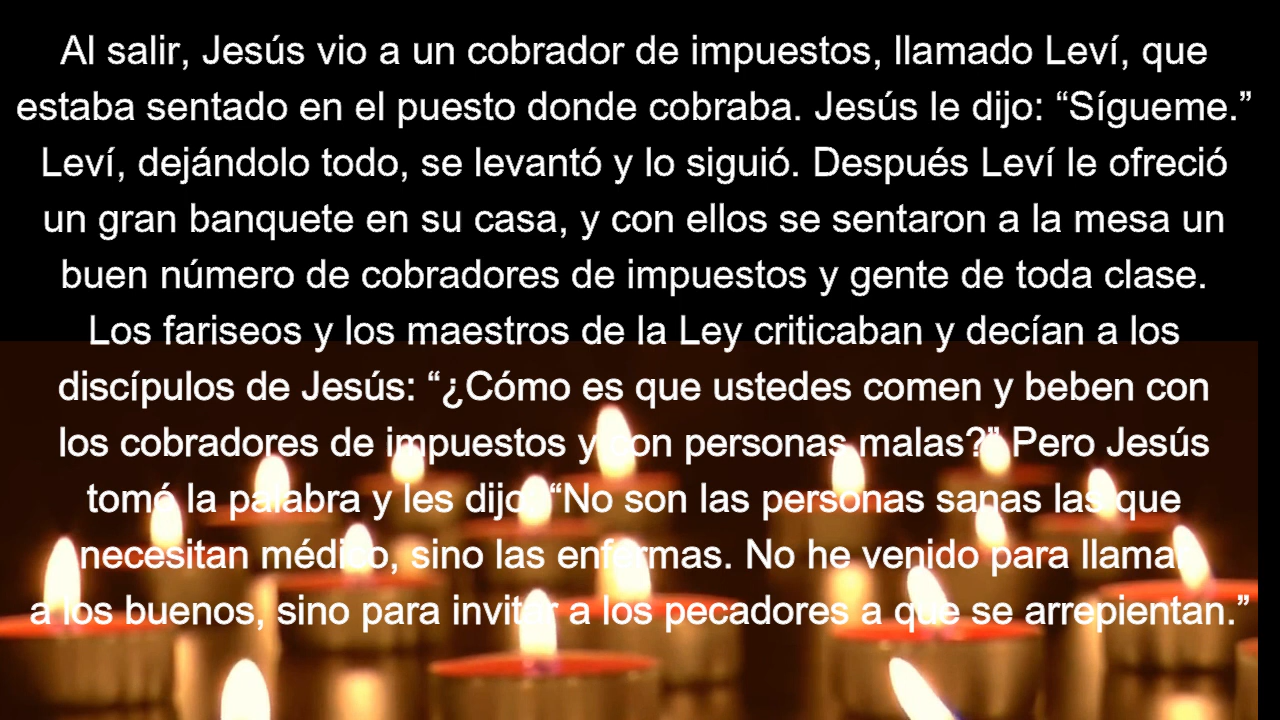 Al salir, Jesús vio a un cobrador de impuestos, llamado Leví, que
estaba sentado en el puesto donde cobraba. Jesús le dijo: “Sígueme.”
Leví, dejándolo todo, se levantó y lo siguió. Después Leví le ofreció
un gran banquete en su casa, y con ellos se sentaron a la mesa un
buen número de cobradores de impuestos y gente de toda clase.
Los fariseos y los maestros de la Ley criticaban y decían a los
discípulos de Jesús: “¿Cómo es que ustedes comen y beben con
los cobradores de impuestos y con personas malas?” Pero Jesús
tomó la palabra y les dijo: “No son las personas sanas las que
necesitan médico, sino las enfermas. No he venido para llamar
a los buenos, sino para invitar a los pecadores a que se arrepientan.”